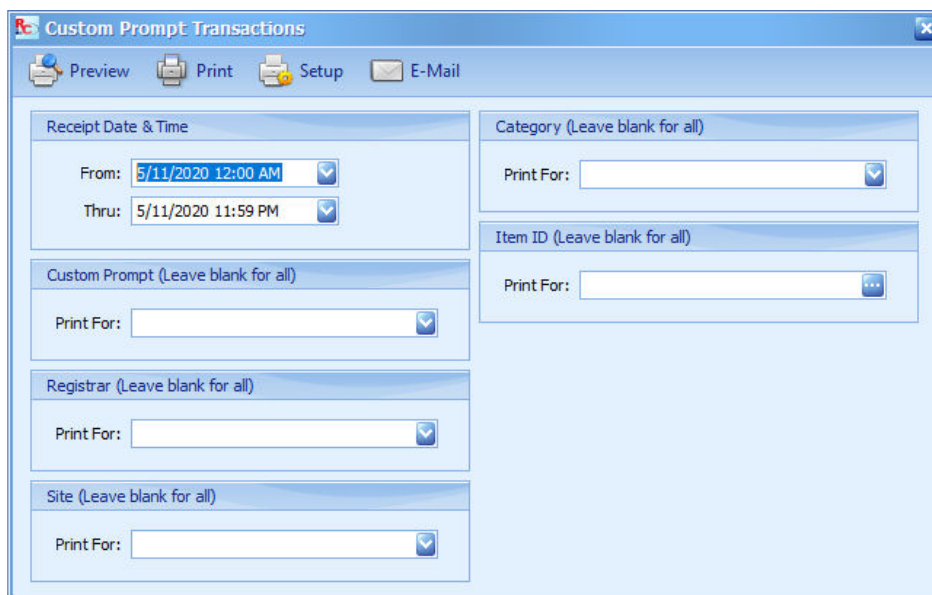 Rc Custom Prompt Transactions
Preview Print Setup E-Mail
Receipt Date & Time
From: 5/11/2020 12:00 AM
Thru: 5/11/2020 11:59 PM
Custom Prompt (Leave blank for all)
Print For:
Registrar (Leave blank for all)
Print For:
Site (Leave blank for all)
Print For:
Category (Leave blank for all)
Print For:
Item ID (Leave blank for all)
Print For: